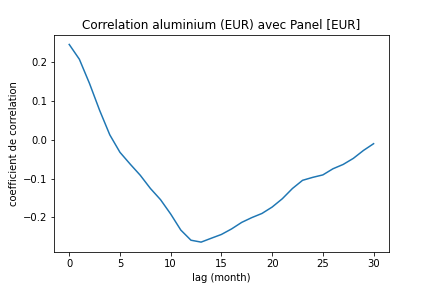 Correlation aluminium (EUR) avec Panel [EUR]
coefficient de correlation
0.2
0.1
0.0
−0.1
−0.2
0 5 10 15 20 25 30
lag (month)